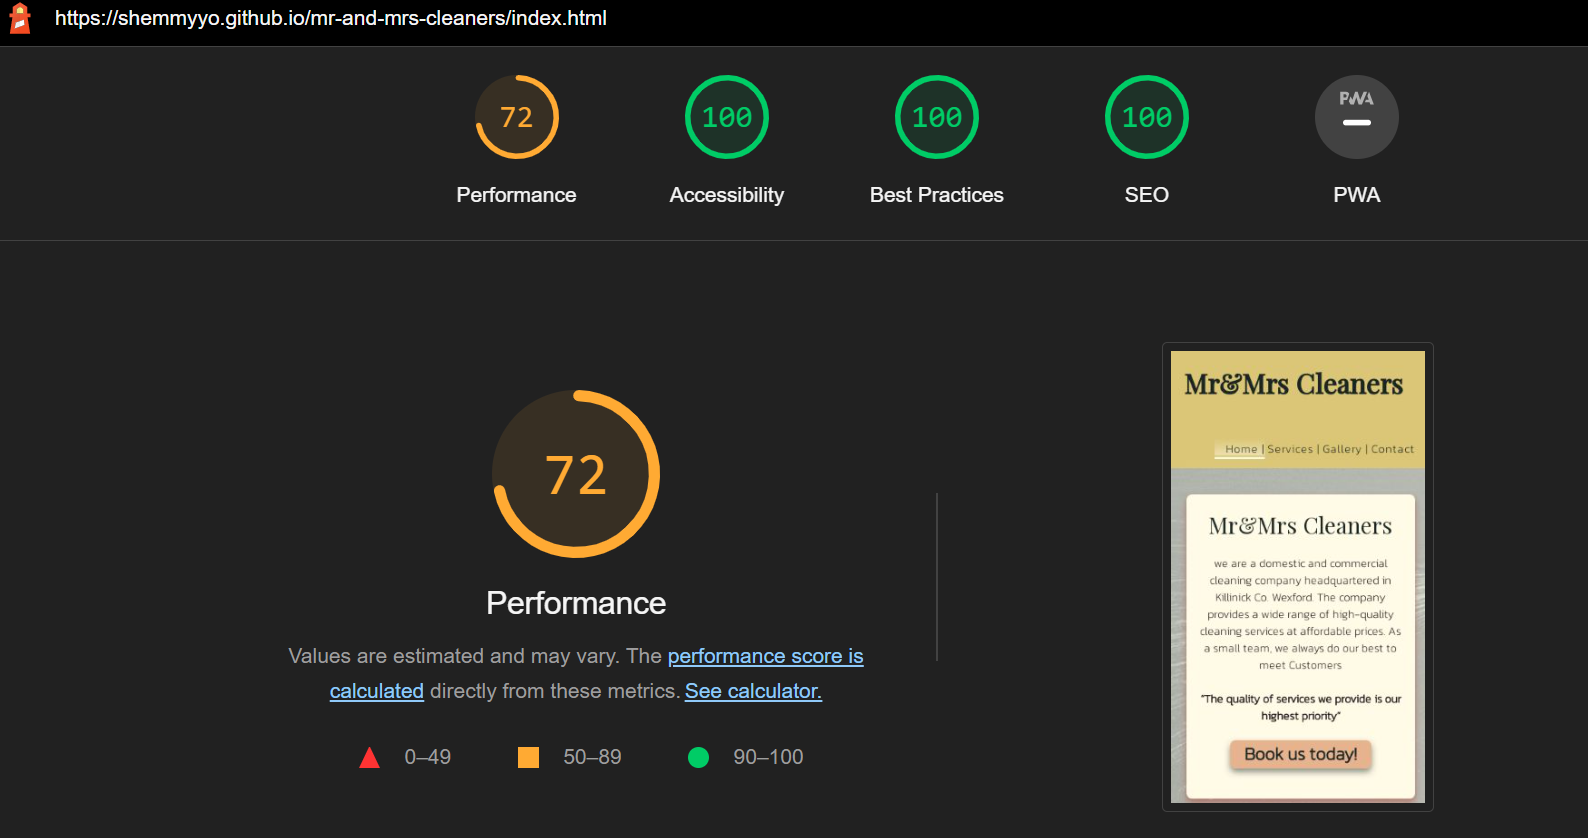 https://shemmyyo.github.io/mr-and-mrs-cleaners/index.html
72
100
100
100
PWA
Performance
Accessibility
Best Practices
SEO
PWA
72
Performance
Values are estimated and may vary. The performance score is
calculated directly from these metrics. See calculator.
0–49
50–89
90–100
Mr&Mrs Cleaners
Home | Services | Gallery | Contact
Mr&Mrs Cleaners
we are a domestic and commercial
cleaning company headquartered in
Killinick Co. Wexford. The company
provides a wide range of high-quality
cleaning services at affordable prices. As
a small team, we always do our best to
meet Customers
"The quality of services we provide is our
highest priority"
Book us today!